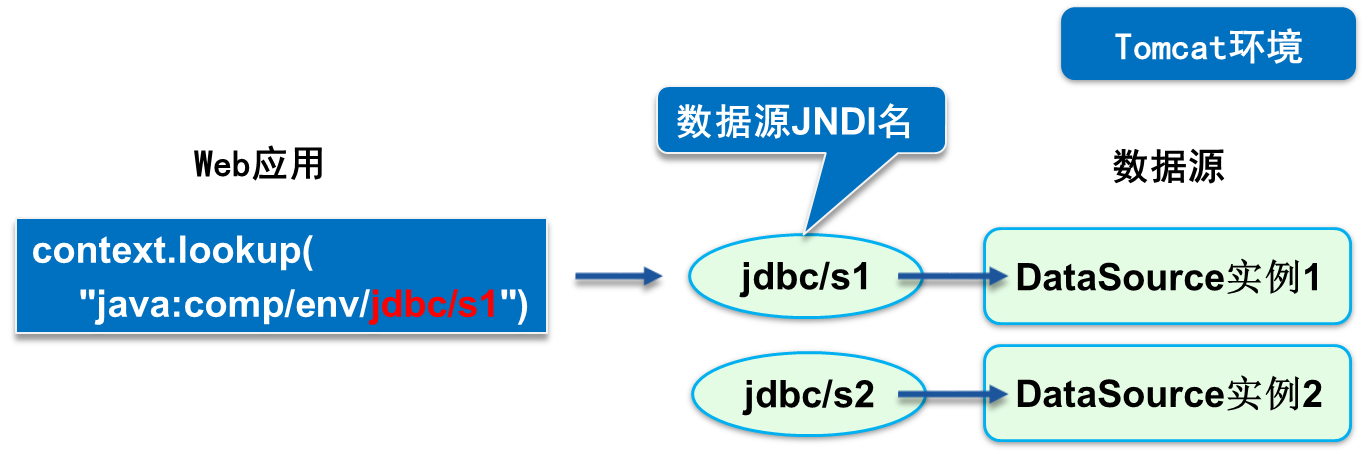 Tomcat环境
数据源JNDI名
Web应用
数据源
context.lookup(
"java:comp/env/jdbc/s1")
jdbc/s1
DataSource实例1
jdbc/s2
DataSource实例2